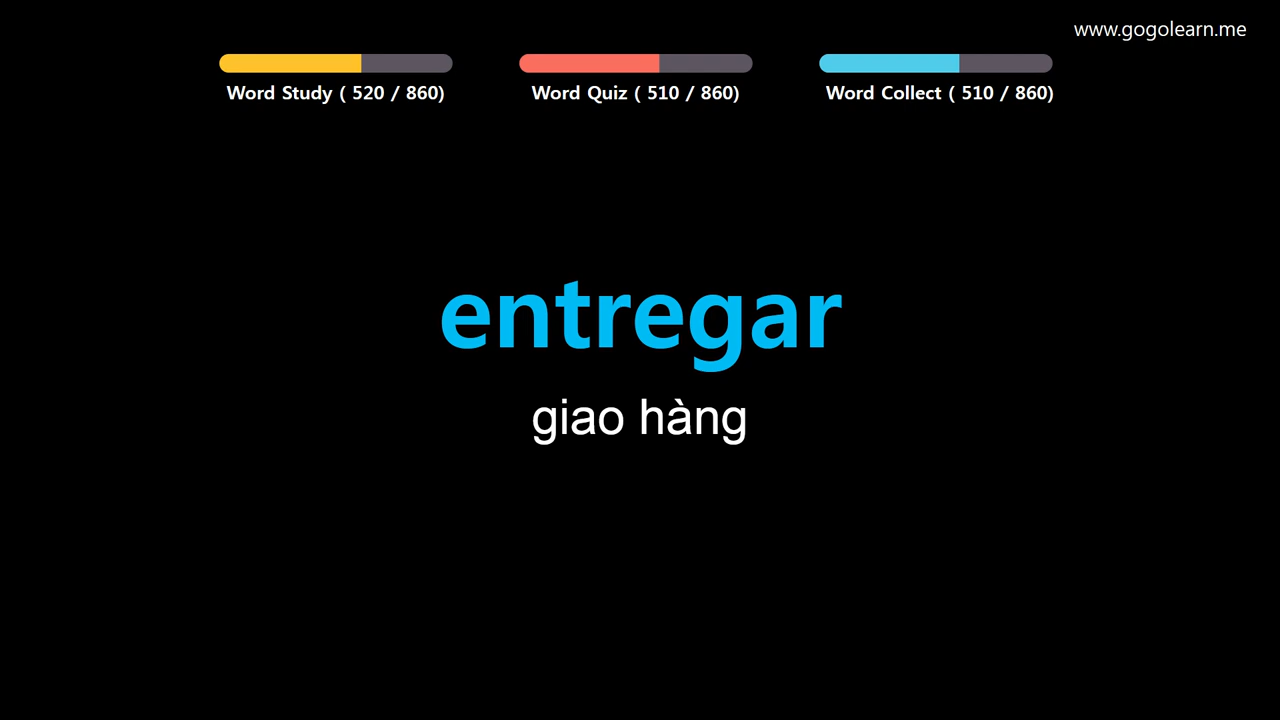 www.gogolearn.me
Word Study ( 520 / 860)
Word Quiz ( 510 / 860)
Word Collect ( 510 / 860)
entregar
giao hàng